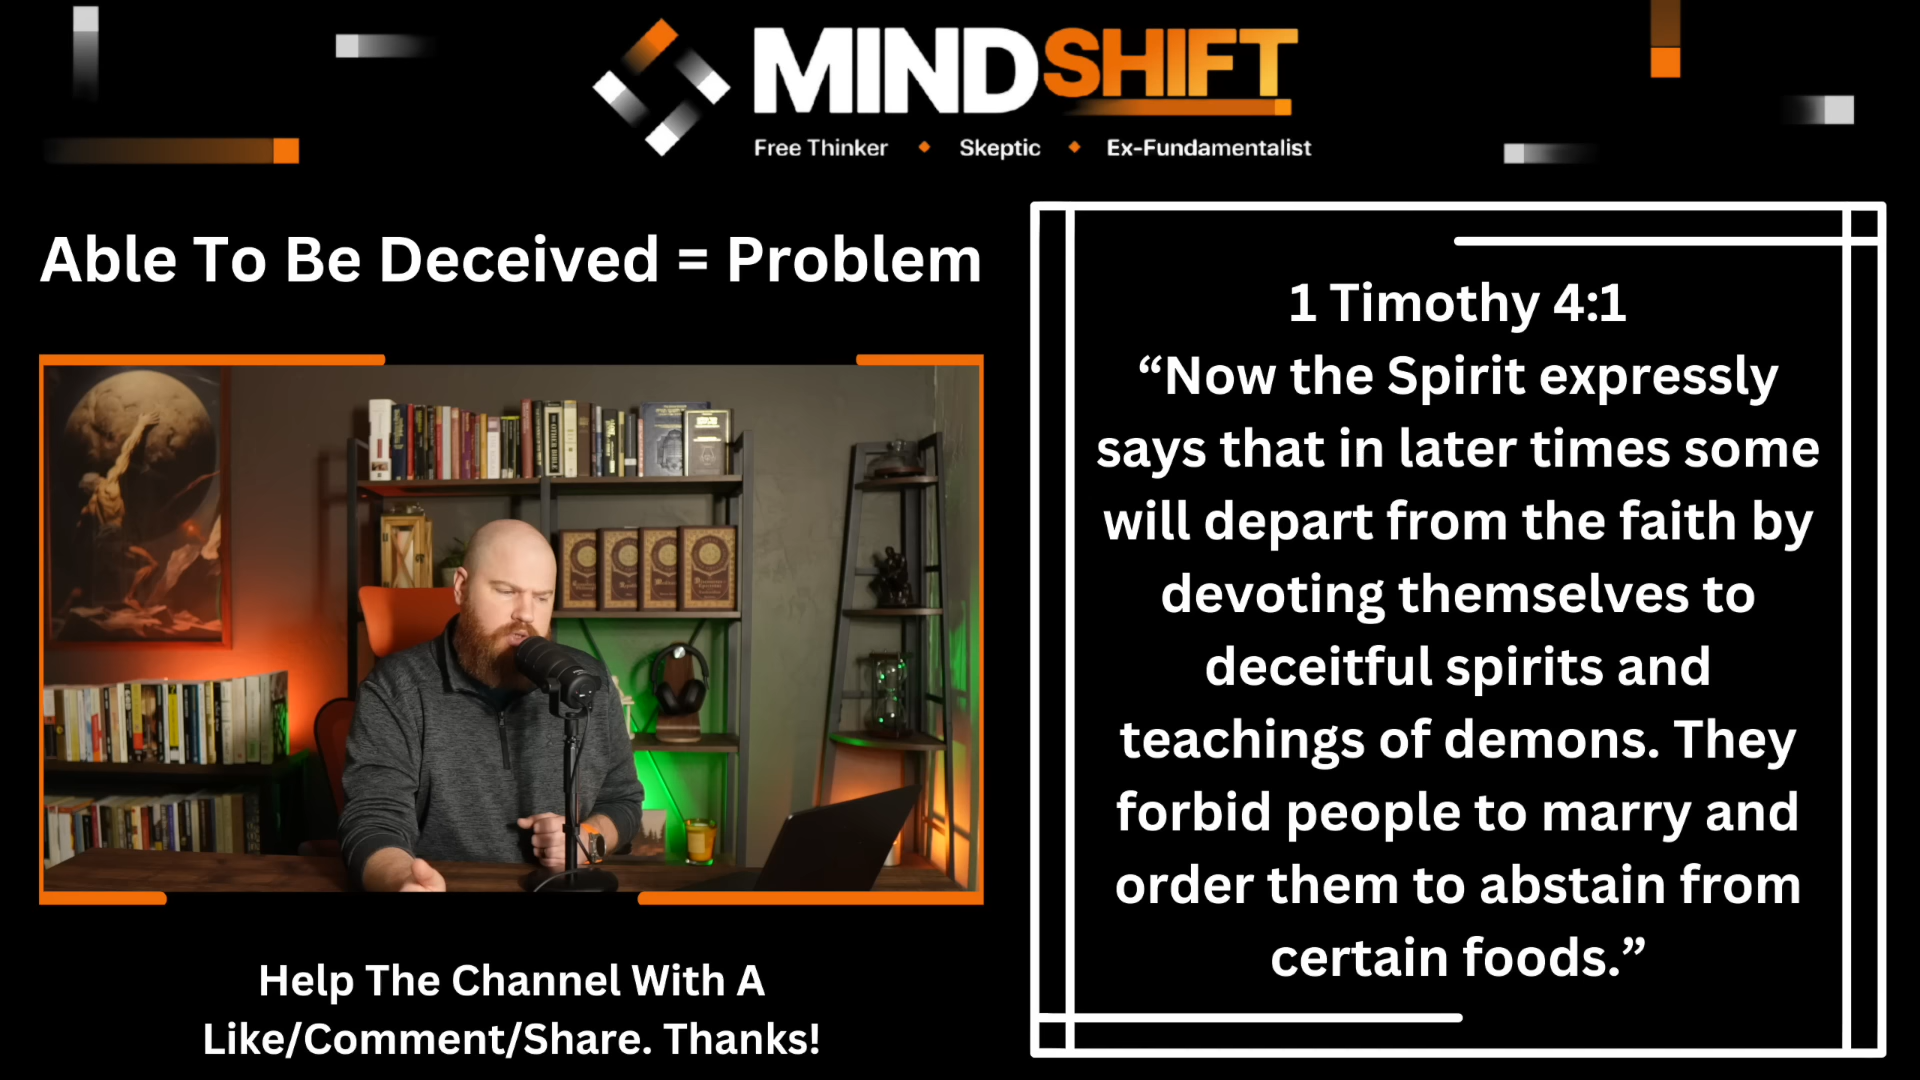 MINDSHIFT
Free Thinker • Skeptic • Ex-Fundamentalist
Able To Be Deceived = Problem
1 Timothy 4:1
“Now the Spirit expressly
says that in later times some
will depart from the faith by
devoting themselves to
deceitful spirits and
teachings of demons. They
forbid people to marry and
order them to abstain from
certain foods.”
Help The Channel With A
Like/Comment/Share. Thanks!